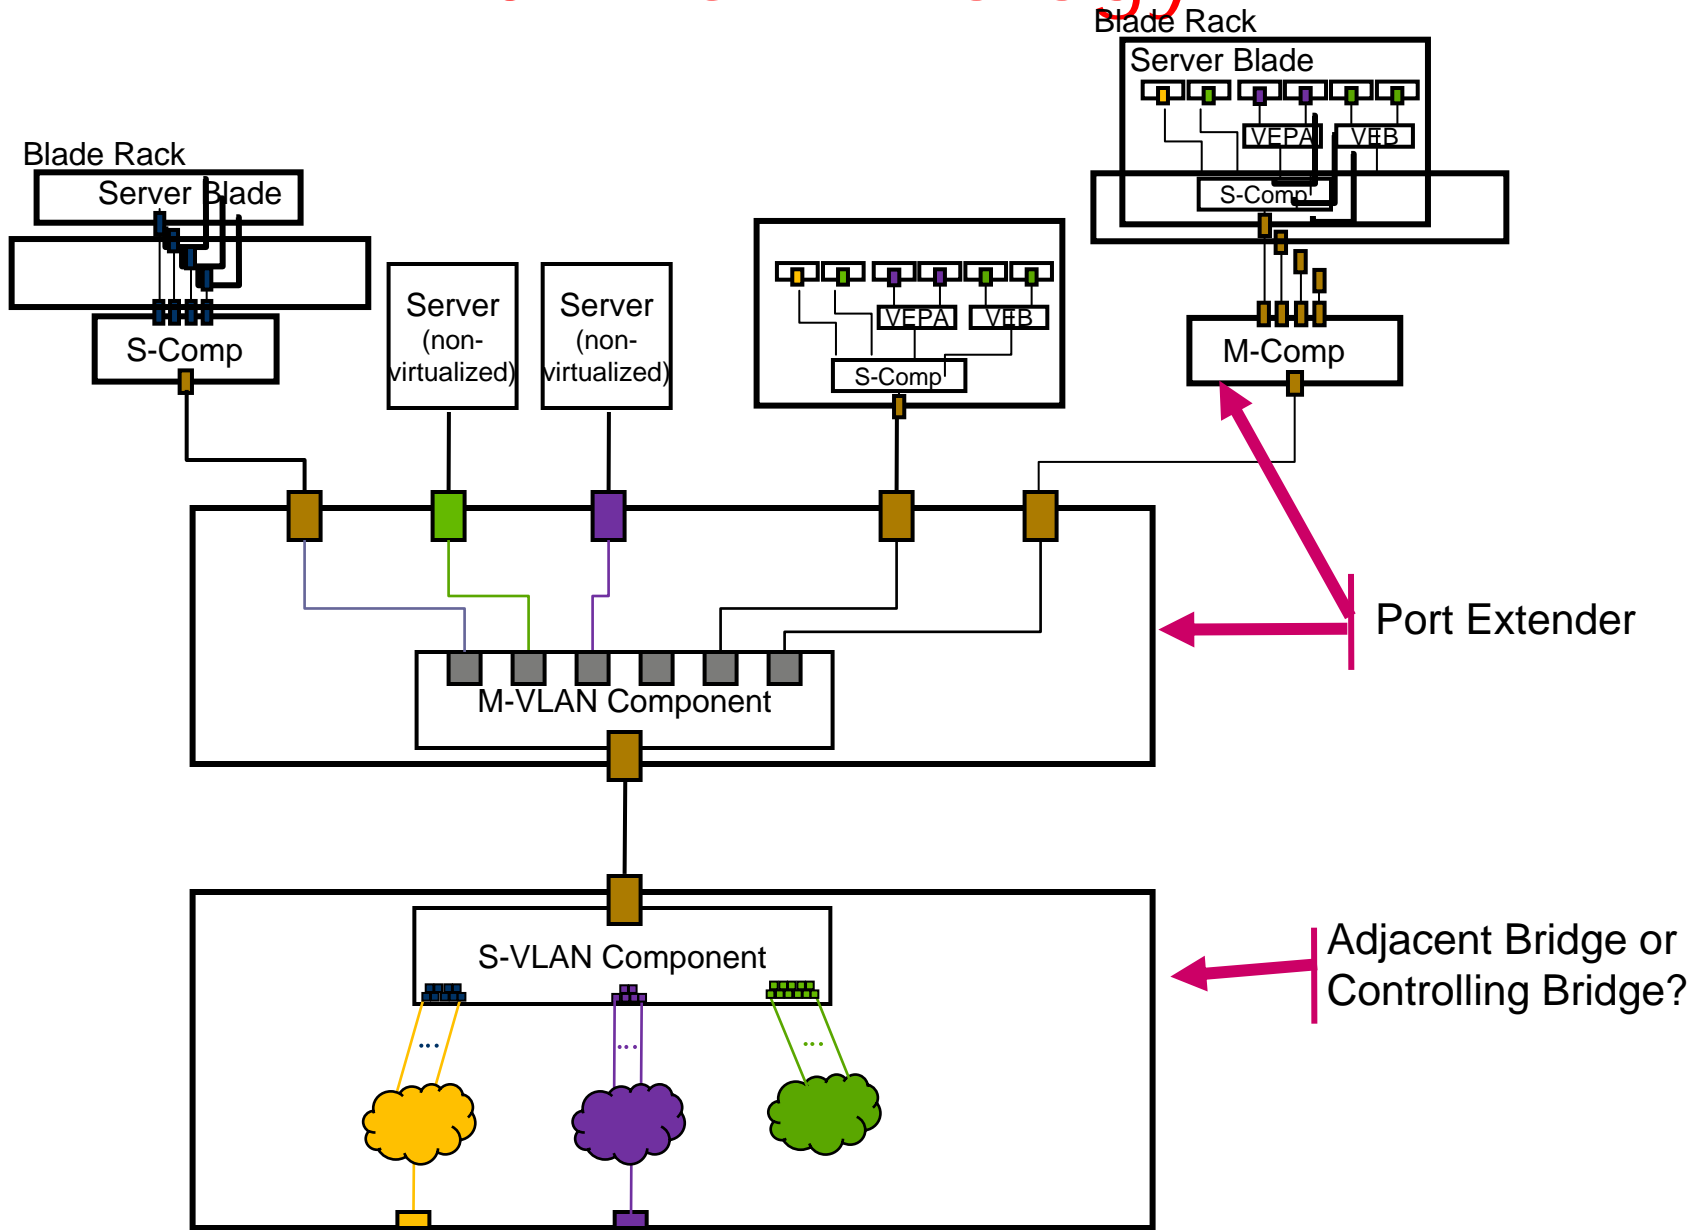 Blade Rack
Server Blade
VEPA
VEB
S-Comp
M-Comp
Blade Rack
Server Blade
S-Comp
Server
(non-
virtualized)
Server
(non-
virtualized)
VEPA
VEB
S-Comp
Port Extender
M-VLAN Component
S-VLAN Component
Adjacent Bridge or
Controlling Bridge?